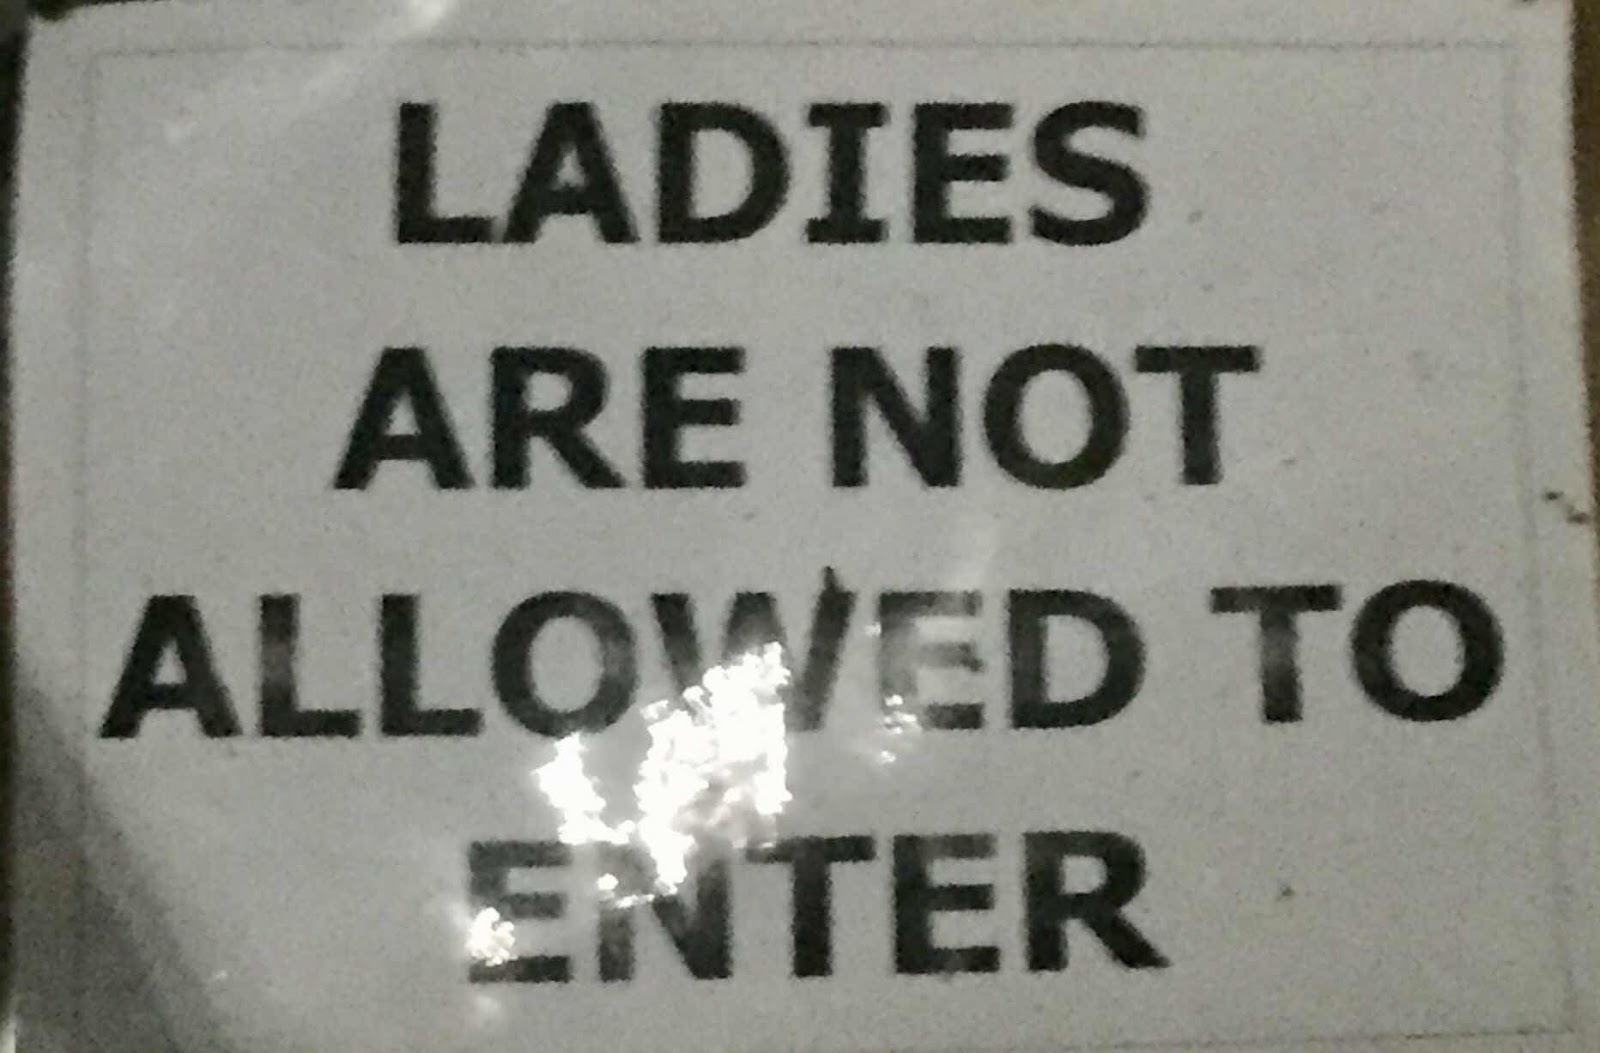 LADIES
ARE NOT
ALLOWED TO
ENTER